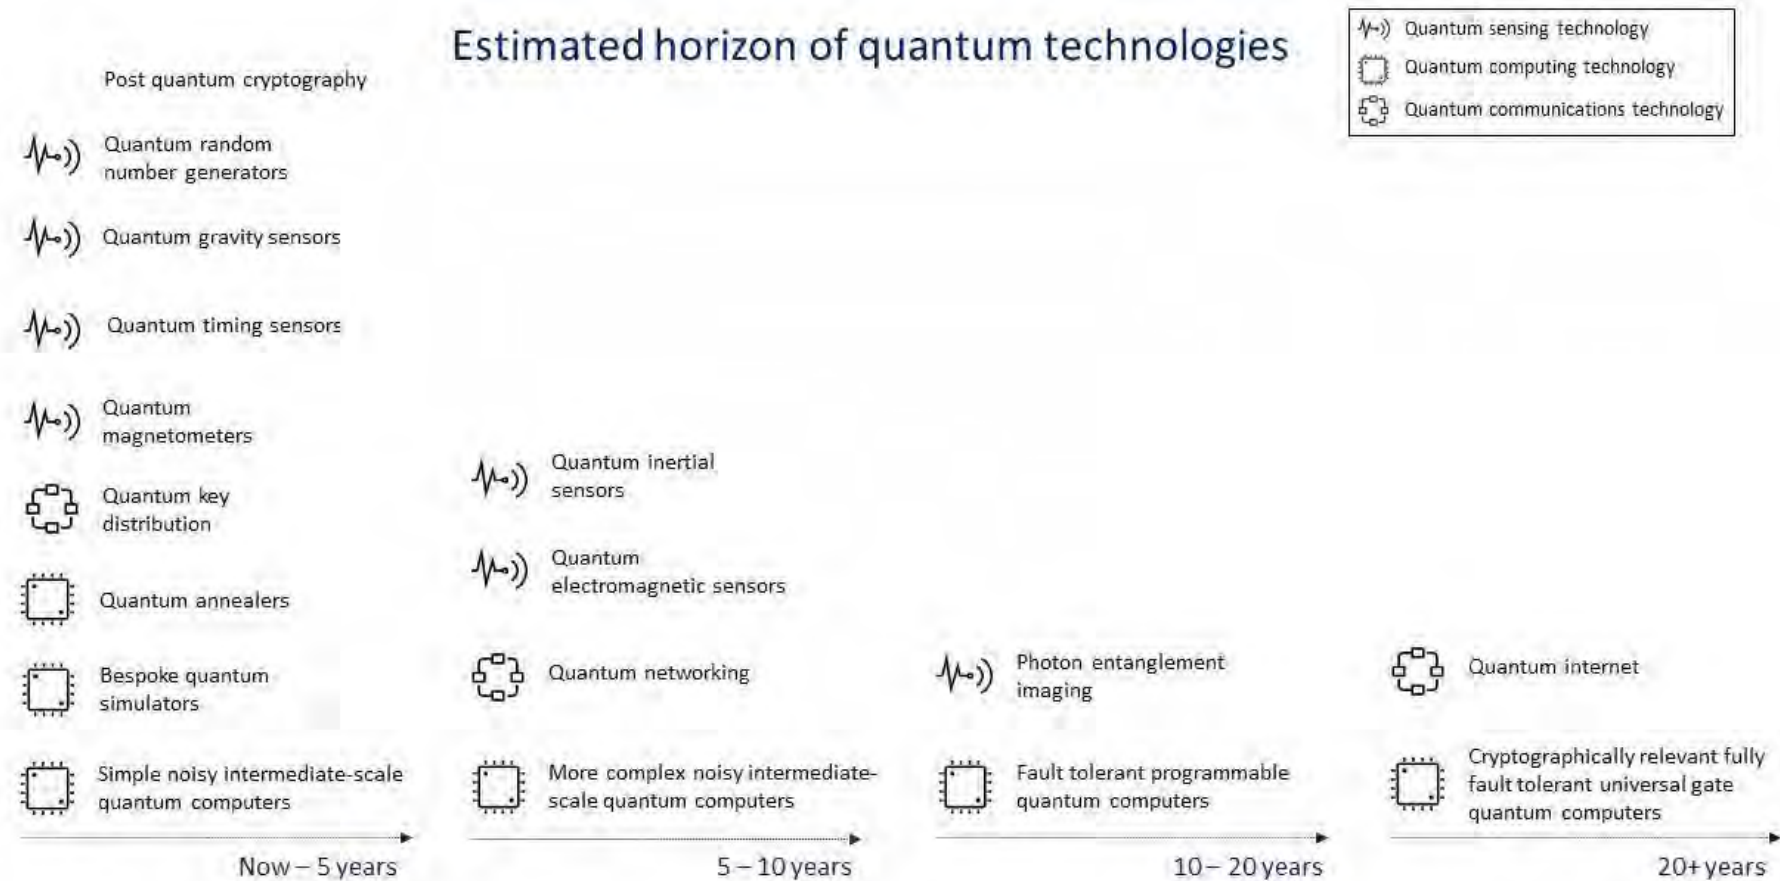 Estimated horizon of quantum technologies
Quantum sensing technology
Quantum computing technology
Quantum communications technology
Post quantum cryptography
Quantum random
number generators
Quantum gravity sensors
Quantum timing sensors
Quantum
magnetometers
Quantum key
distribution
Quantum annealers
Bespoke quantum
simulators
Simple noisy intermediate-scale
quantum computers
Now – 5 years
Quantum inertial
sensors
Quantum
electromagnetic sensors
Quantum networking
More complex noisy intermediate-
scale quantum computers
5 – 10 years
Photon entanglement
imaging
Fault tolerant programmable
quantum computers
10 – 20 years
Quantum internet
Cryptographically relevant fully
fault tolerant universal gate
quantum computers
20+ years